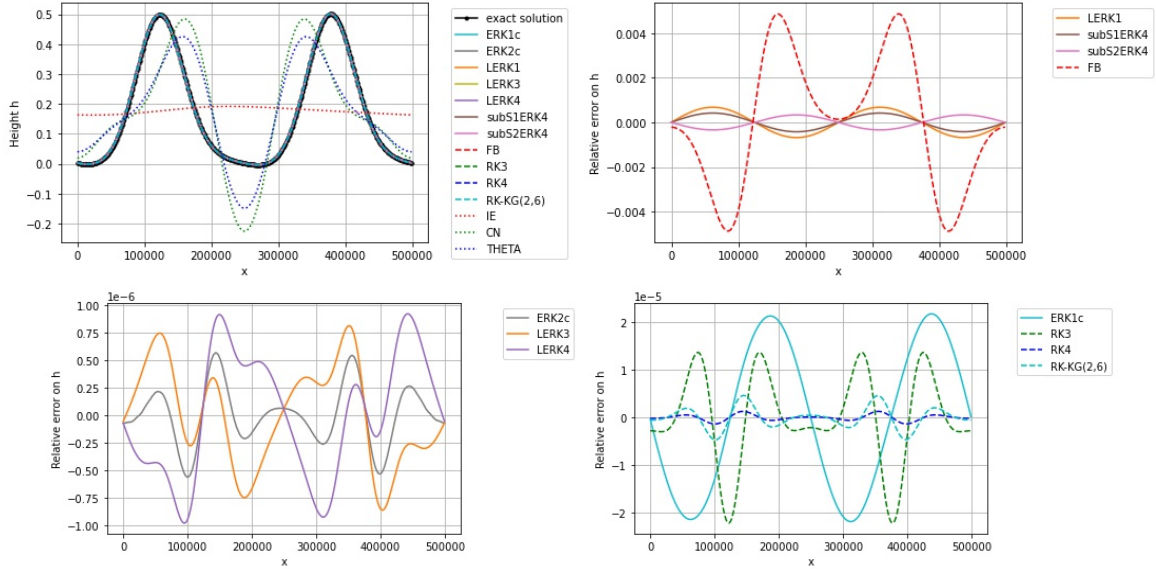 0.5
0.4
0.3
0.2
0.1
0.0
−0.1
−0.2
Height h
0
100000
200000
300000
400000
500000
x
exact solution
ERK1c
ERK2c
LERK1
LERK3
LERK4
subS1ERK4
subS2ERK4
FB
RK3
RK4
RK-KG(2,6)
IE
CN
THETA
0.004
0.002
0.000
−0.002
−0.004
Relative error on h
0
100000
200000
300000
400000
500000
x
LERK1
subS1ERK4
subS2ERK4
FB
1e−6
1.00
0.75
0.50
0.25
0.00
−0.25
−0.50
−0.75
−1.00
Relative error on h
0
100000
200000
300000
400000
500000
x
ERK2c
LERK3
LERK4
1e−5
2
1
0
−1
−2
Relative error on h
0
100000
200000
300000
400000
500000
x
ERK1c
RK3
RK4
RK-KG(2,6)